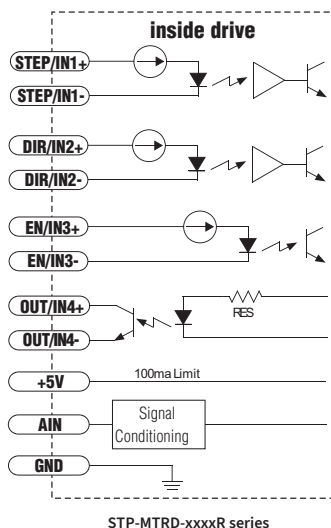 inside drive
STEP/IN1+
STEP/IN1-
DIR/IN2+
DIR/IN2-
EN/IN3+
EN/IN3-
OUT/IN4+
RES
OUT/IN4-
+5V
100ma Limit
AIN
Signal
Conditioning
GND
STP-MTRD-xxxxR series